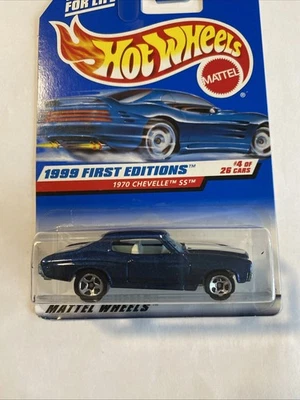 FOR LIFE
HOT WHEELS
MATTEL
1999 FIRST EDITIONS™
1970 CHEVELLE™ SS™
#4 of
26 CARS
MATTEL WHEELS